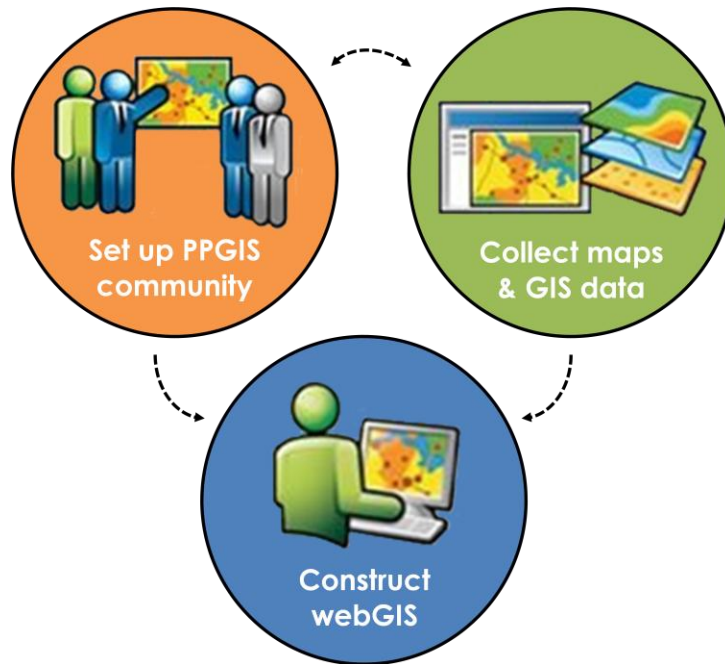 Set up PPGIS
community
Collect maps
& GIS data
Construct
webGIS